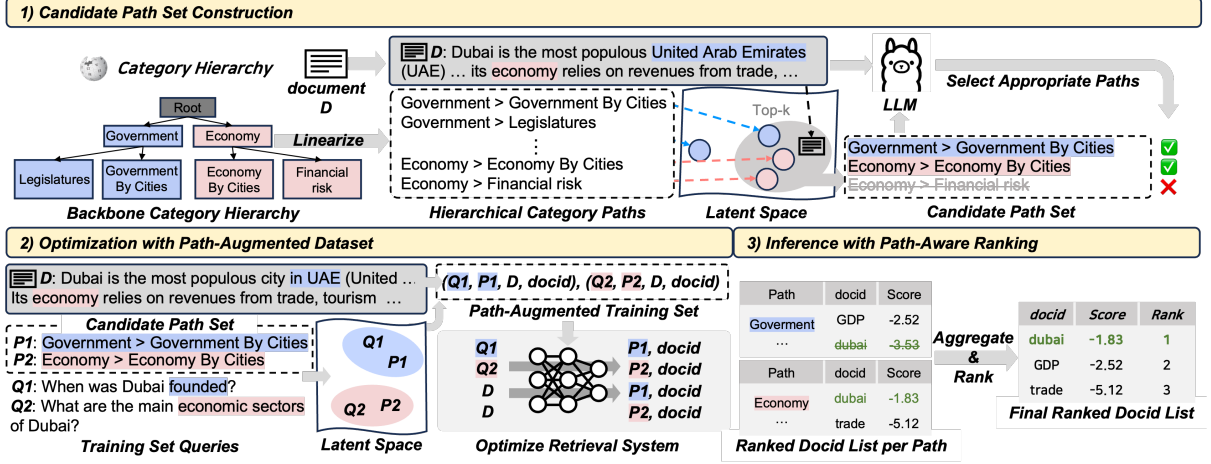 1) Candidate Path Set Construction
Category Hierarchy
document
D
D: Dubai is the most populous United Arab Emirates
(UAE) … its economy relies on revenues from trade, …
LLM
Select Appropriate Paths
Root
Government
Economy
Legislatures
Government
By Cities
Economy
By Cities
Financial
risk
Backbone Category Hierarchy
Linearize
Government > Government By Cities
Government > Legislatures
⋮
Economy > Economy By Cities
Economy > Financial risk
Hierarchical Category Paths
Top-k
Latent Space
Government > Government By Cities
Economy > Economy By Cities
Economy > Financial risk
Candidate Path Set
2) Optimization with Path-Augmented Dataset
D: Dubai is the most populous city in UAE (United …
Its economy relies on revenues from trade, tourism …
Candidate Path Set
P1: Government > Government By Cities
P2: Economy > Economy By Cities
Q1: When was Dubai founded?
Q2: What are the main economic sectors
of Dubai?
Training Set Queries
Q1
P1
Q2 P2
Latent Space
(Q1, P1, D, docid), (Q2, P2, D, docid)
Path-Augmented Training Set
Q1 P1, docid
Q2 P2, docid
D P1, docid
D P2, docid
Optimize Retrieval System
3) Inference with Path-Aware Ranking
Path docid Score
Goverment GDP -2.52
… dubai -3.53
Path docid Score
Economy dubai -1.83
… trade -5.12
Ranked Docid List per Path
Aggregate
&
Rank
docid Score Rank
dubai -1.83 1
GDP -2.52 2
trade -5.12 3
Final Ranked Docid List